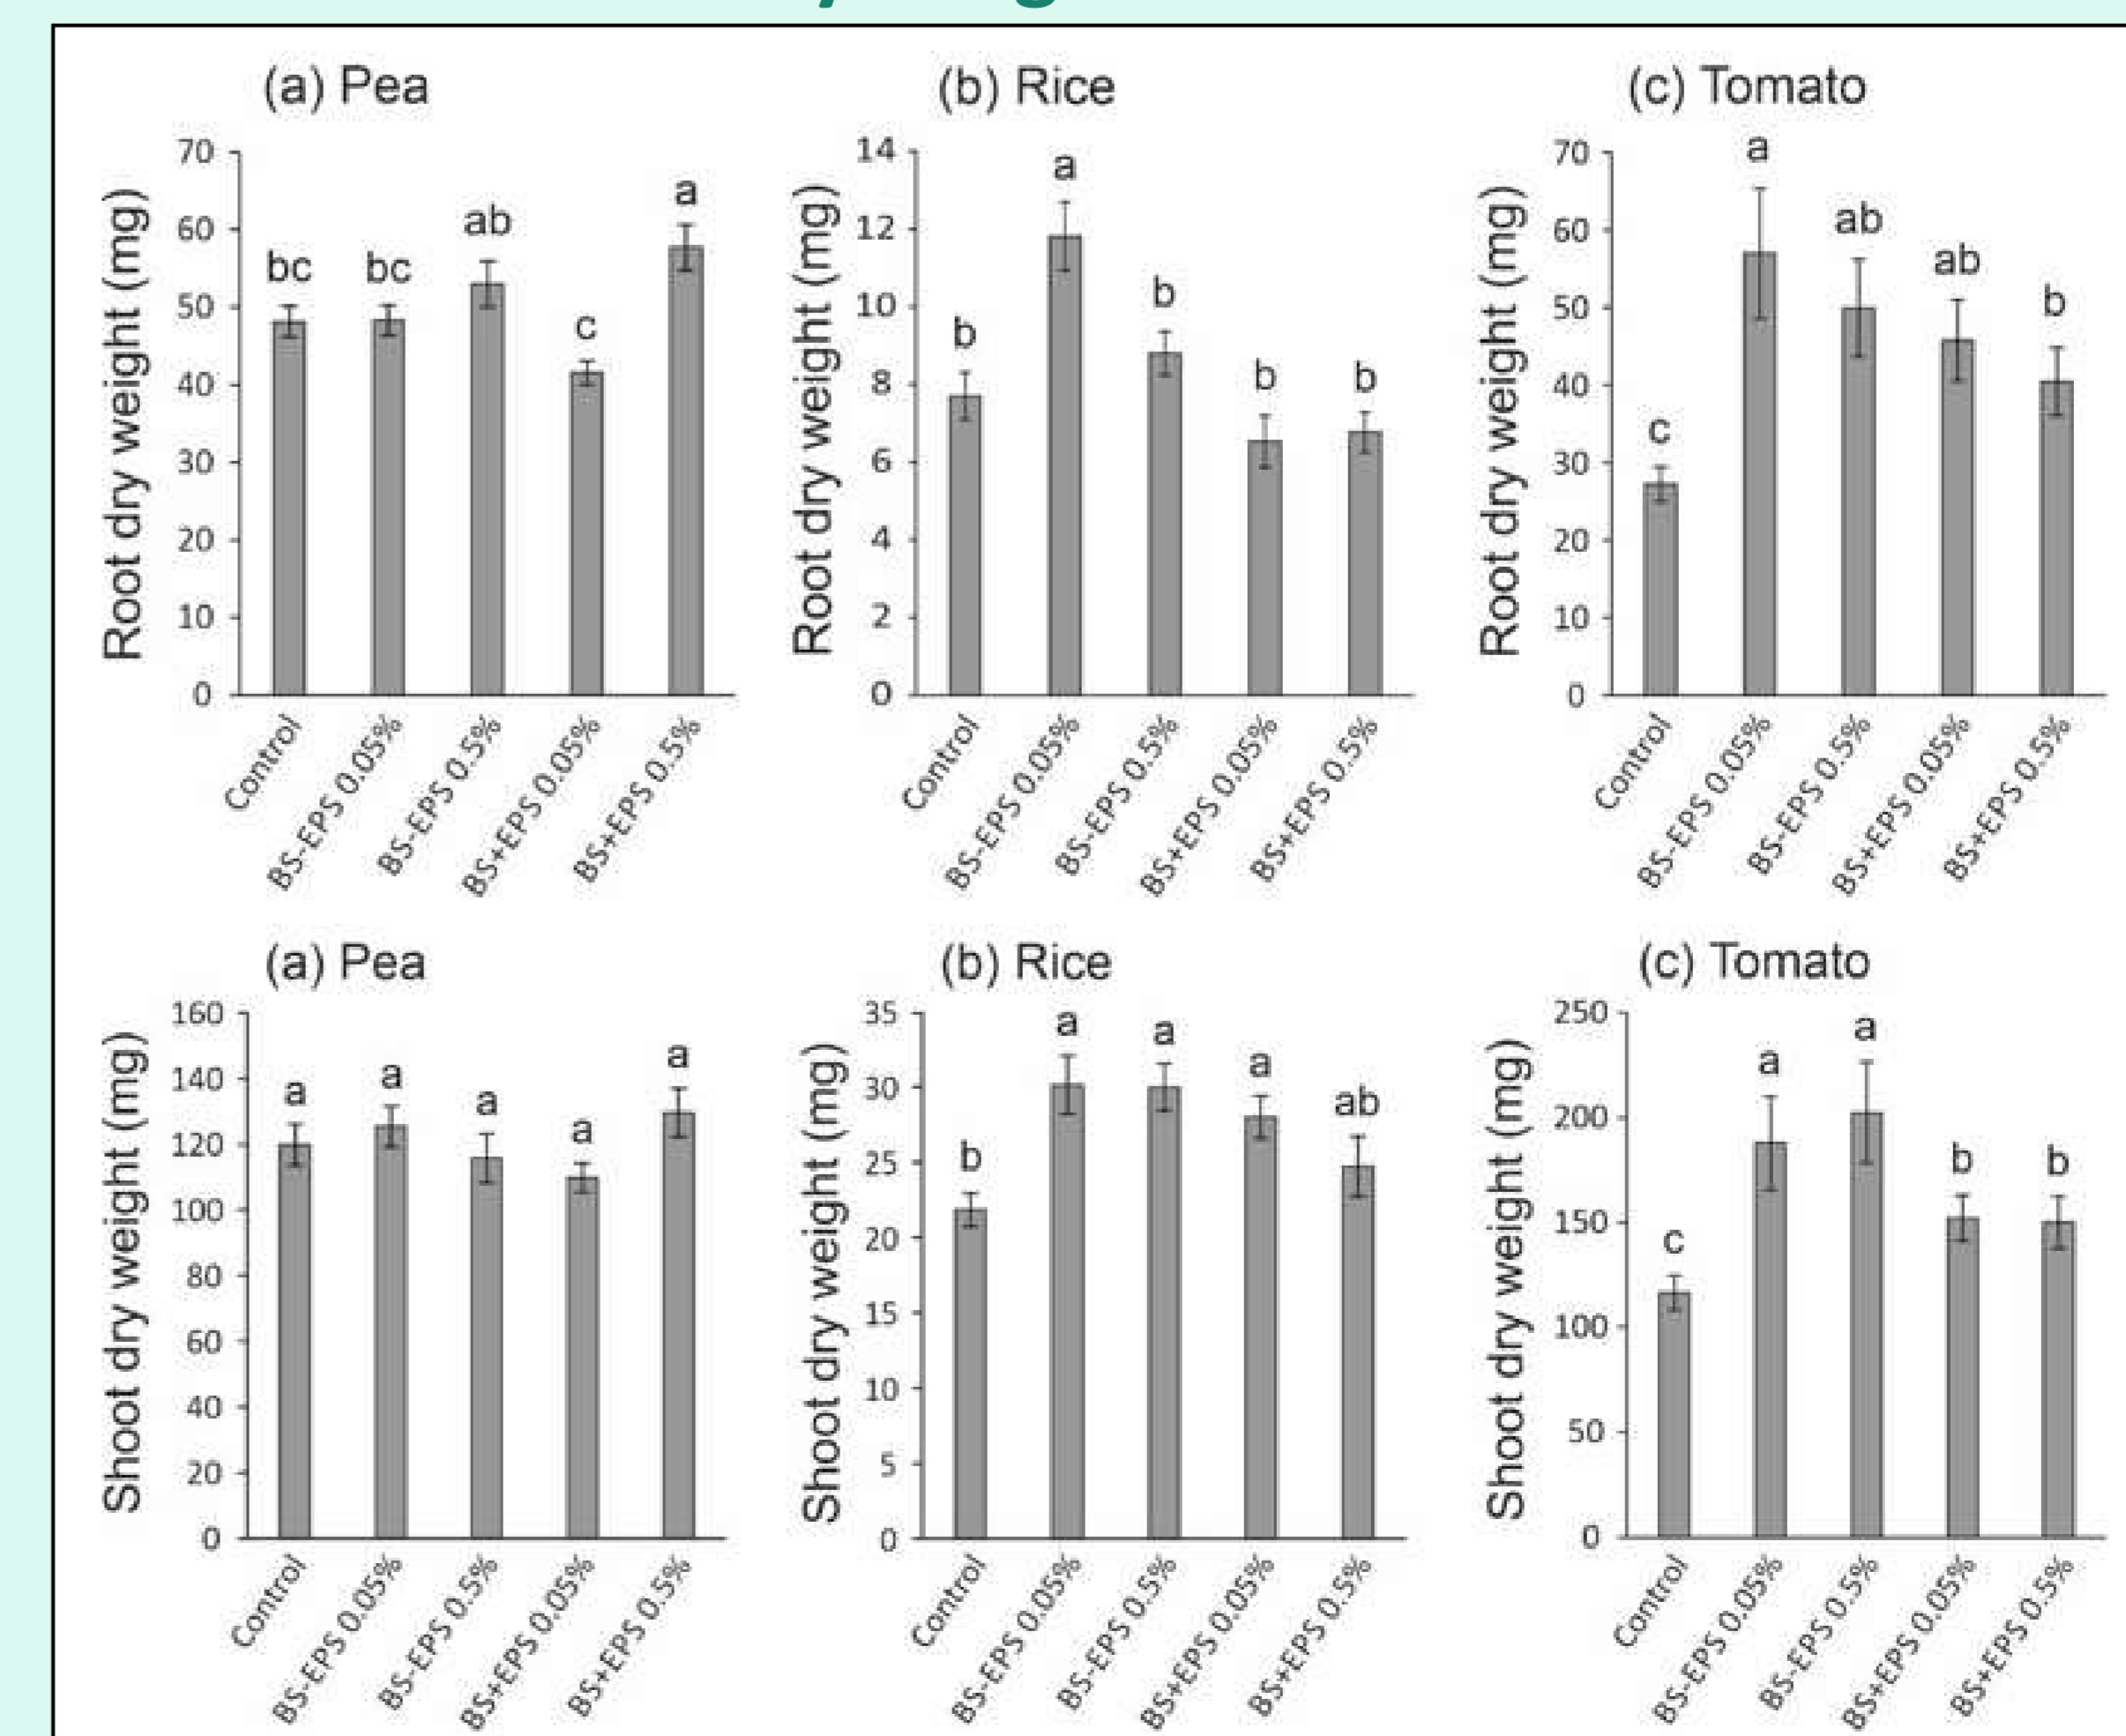 (a) Pea
(b) Rice
(c) Tomato
Root dry weight (mg)
70
60
50
40
30
20
10
0
bc
bc
ab
c
a
Control
BS-EPS 0.05%
BS-EPS 0.5%
BS+EPS 0.05%
BS+EPS 0.5%
Root dry weight (mg)
14
12
10
8
6
4
2
0
b
a
b
b
b
Control
BS-EPS 0.05%
BS-EPS 0.5%
BS+EPS 0.05%
BS+EPS 0.5%
Root dry weight (mg)
70
60
50
40
30
20
10
0
c
a
ab
ab
b
Control
BS-EPS 0.05%
BS-EPS 0.5%
BS+EPS 0.05%
BS+EPS 0.5%
(a) Pea
(b) Rice
(c) Tomato
Shoot dry weight (mg)
160
140
120
100
80
60
40
20
0
a
a
a
a
a
Control
BS-EPS 0.05%
BS-EPS 0.5%
BS+EPS 0.05%
BS+EPS 0.5%
Shoot dry weight (mg)
35
30
25
20
15
10
5
0
b
a
a
a
ab
Control
BS-EPS 0.05%
BS-EPS 0.5%
BS+EPS 0.05%
BS+EPS 0.5%
Shoot dry weight (mg)
250
200
150
100
50
0
c
a
a
b
b
Control
BS-EPS 0.05%
BS-EPS 0.5%
BS+EPS 0.05%
BS+EPS 0.5%